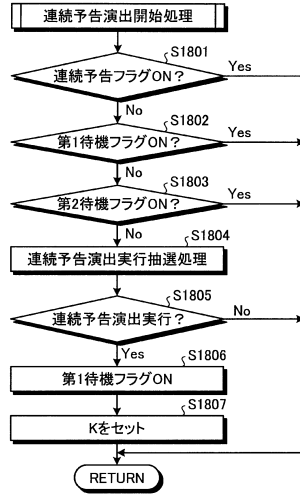 連続予告演出開始処理
S1801
連続予告フラグON?
Yes
No
S1802
第1待機フラグON?
Yes
No
S1803
第2待機フラグON?
Yes
No
S1804
連続予告演出実行抽選処理
S1805
連続予告演出実行?
No
Yes
S1806
第1待機フラグON
S1807
Kをセット
RETURN